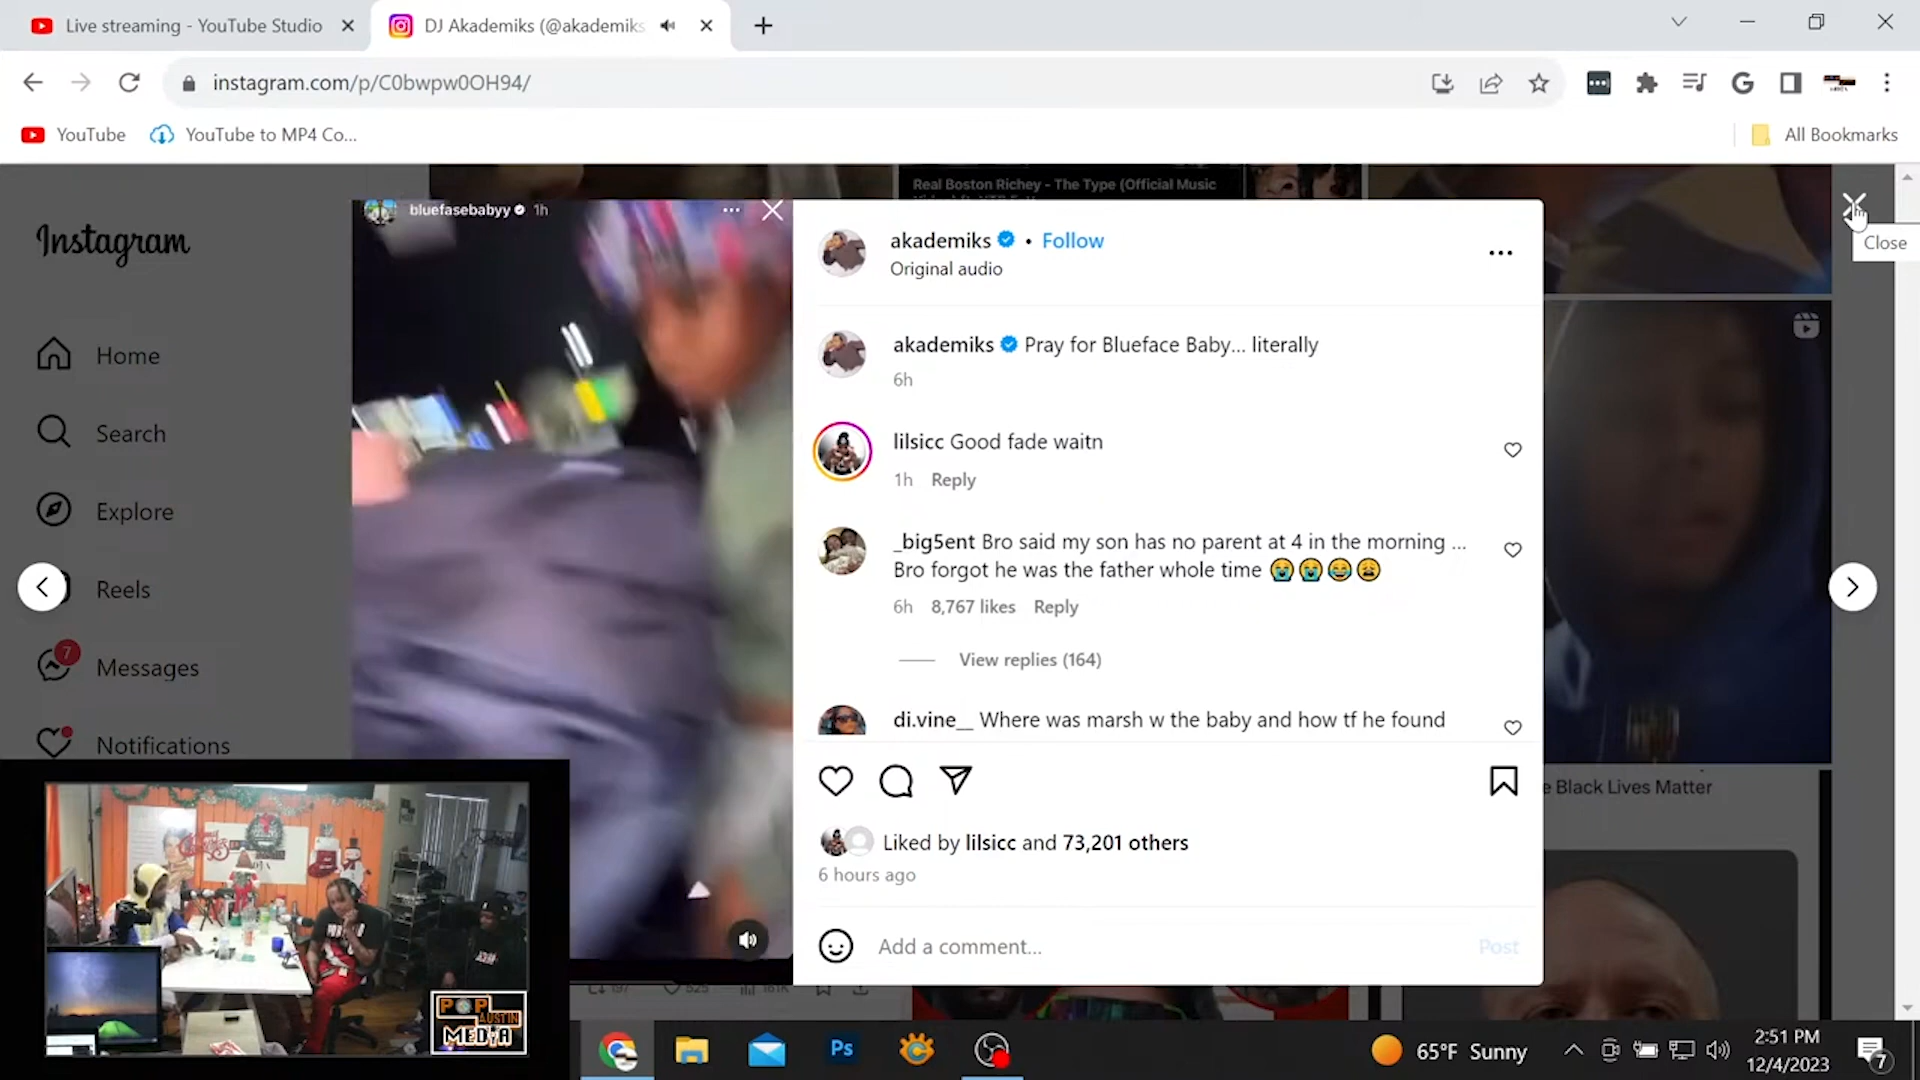 Live streaming - YouTube Studio
DJ Akademiks (@akademiks
instagram.com/p/C0bwpw0OH94/
YouTube
YouTube to MP4 Co...
All Bookmarks
Real Boston Richey - The Type (Official Music
Instagram
bluefasebabyy 1h
akademiks • Follow
Original audio
Close
akademiks Pray for Blueface Baby... literally
6h
Home
Search
Explore
Reels
7
Messages
Notifications
lilsicc Good fade waitn
1h Reply
_big5ent Bro said my son has no parent at 4 in the morning ...
Bro forgot he was the father whole time 😭😭😂😩
6h 8,767 likes Reply
View replies (164)
di.vine__ Where was marsh w the baby and how tf he found
e Black Lives Matter
Liked by lilsicc and 73,201 others
6 hours ago
Add a comment...
Post
POP
AUSTIN
MEDIA
Ps
65°F Sunny
2:51 PM
12/4/2023
7